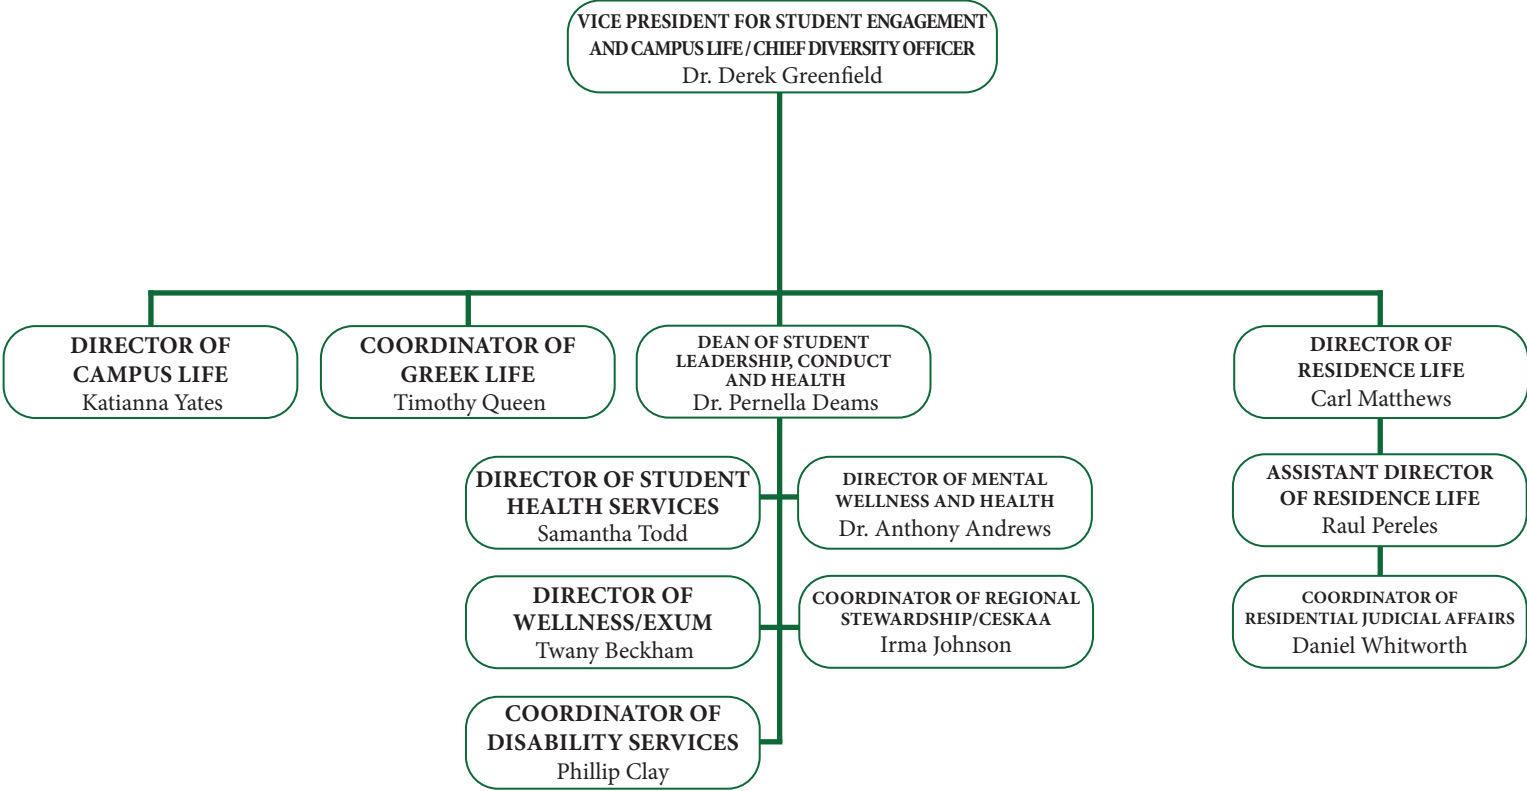 VICE PRESIDENT FOR STUDENT ENGAGEMENT
AND CAMPUS LIFE / CHIEF DIVERSITY OFFICER
Dr. Derek Greenfield
DIRECTOR OF
CAMPUS LIFE
Katianna Yates
COORDINATOR OF
GREEK LIFE
Timothy Queen
DEAN OF STUDENT
LEADERSHIP, CONDUCT
AND HEALTH
Dr. Pernella Deams
DIRECTOR OF
RESIDENCE LIFE
Carl Matthews
DIRECTOR OF STUDENT
HEALTH SERVICES
Samantha Todd
DIRECTOR OF MENTAL
WELLNESS AND HEALTH
Dr. Anthony Andrews
ASSISTANT DIRECTOR
OF RESIDENCE LIFE
Raul Pereles
DIRECTOR OF
WELLNESS/EXUM
Twany Beckham
COORDINATOR OF REGIONAL
STEWARDSHIP/CESKAA
Irma Johnson
COORDINATOR OF
RESIDENTIAL JUDICIAL AFFAIRS
Daniel Whitworth
COORDINATOR OF
DISABILITY SERVICES
Phillip Clay